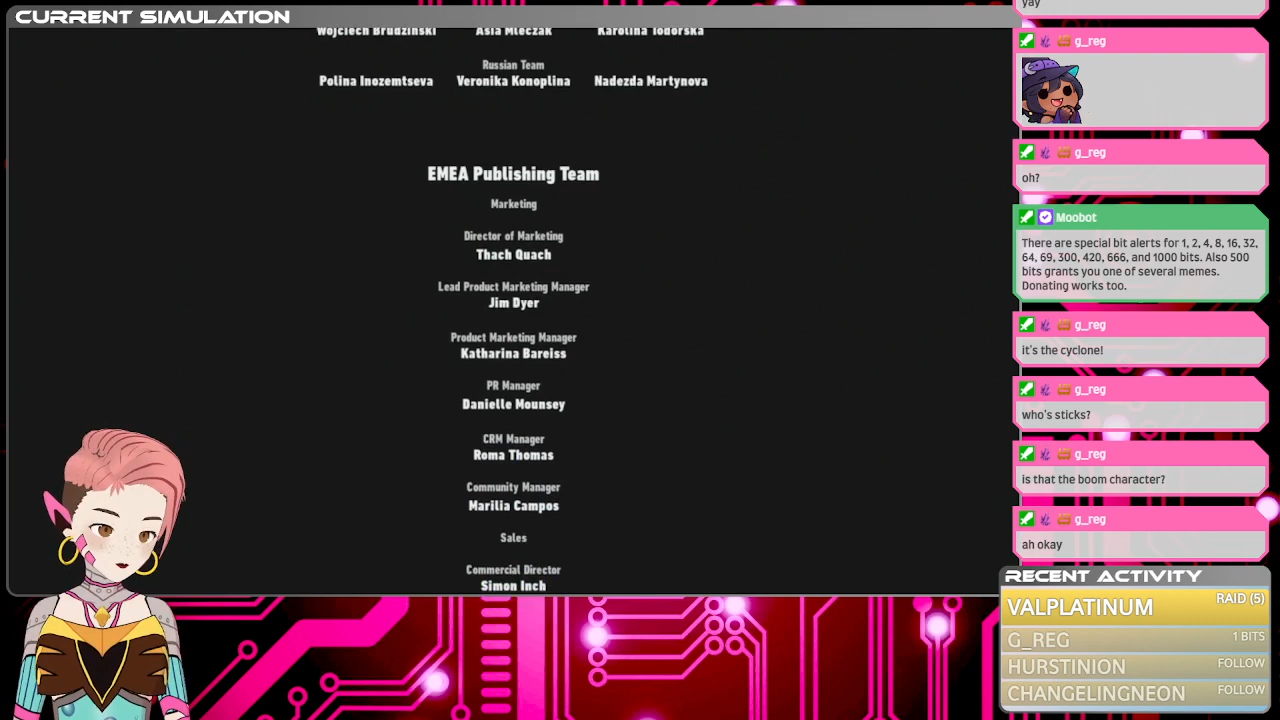 CURRENT SIMULATION
Wojciech Brudzinski Asia Mleczak Karolina Todorska
Russian Team
Polina Inozemtseva Veronika Konoplina Nadezda Martynova
EMEA Publishing Team
Marketing
Director of Marketing
Thach Quach
Lead Product Marketing Manager
Jim Dyer
Product Marketing Manager
Katharina Bareiss
PR Manager
Danielle Mounsey
CRM Manager
Roma Thomas
Community Manager
Marilia Campos
Sales
Commercial Director
Simon Inch
yay
g_reg
g_reg
oh?
Moobot
There are special bit alerts for 1, 2, 4, 8, 16, 32,
64, 69, 300, 420, 666, and 1000 bits. Also 500
bits grants you one of several memes.
Donating works too.
g_reg
it's the cyclone!
g_reg
who's sticks?
g_reg
is that the boom character?
g_reg
ah okay
RECENT ACTIVITY
VALPLATINUM RAID (5)
G_REG 1 BITS
HURSTINION FOLLOW
CHANGELINGNEON FOLLOW